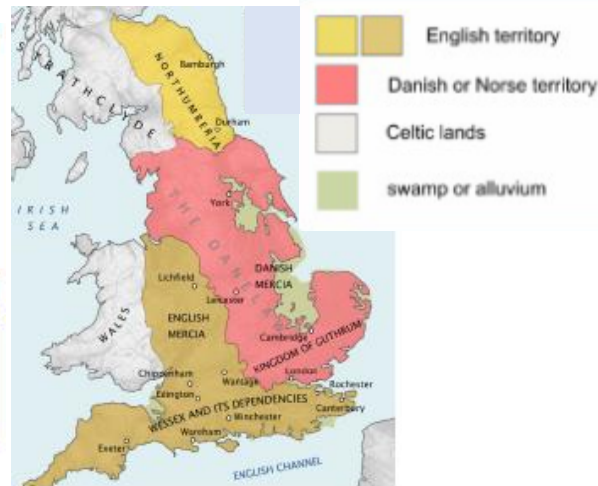 English territory
Danish or Norse territory
Celtic lands
swamp or alluvium
STRATHCLYDE
NORTHUMBERIA
Bamburgh
Durham
IRISH
SEA
York
THE DANELA
DANISH
MERCIA
Lichfield
Leicester
ENGLISH
MERCIA
WALES
Cambridge
KINGDOM OF GUTHRUM
Chippenham
Wantage
London
Rochester
Edington
WESSEX AND ITS DEPENDENCIES
Canterbury
Winchester
Wareham
Exeter
ENGLISH CHANNEL